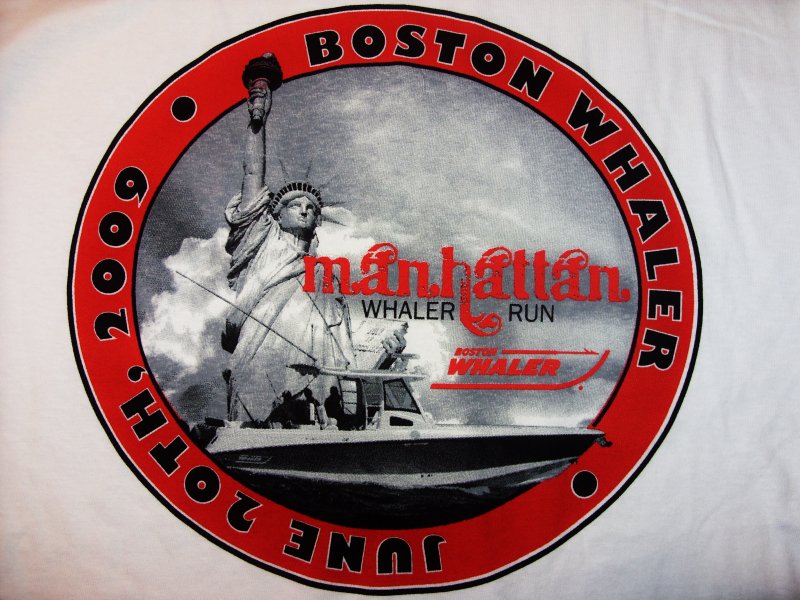 BOSTON WHALER
manhattan
WHALER RUN
BOSTON
WHALER
JUNE 20TH, 2009